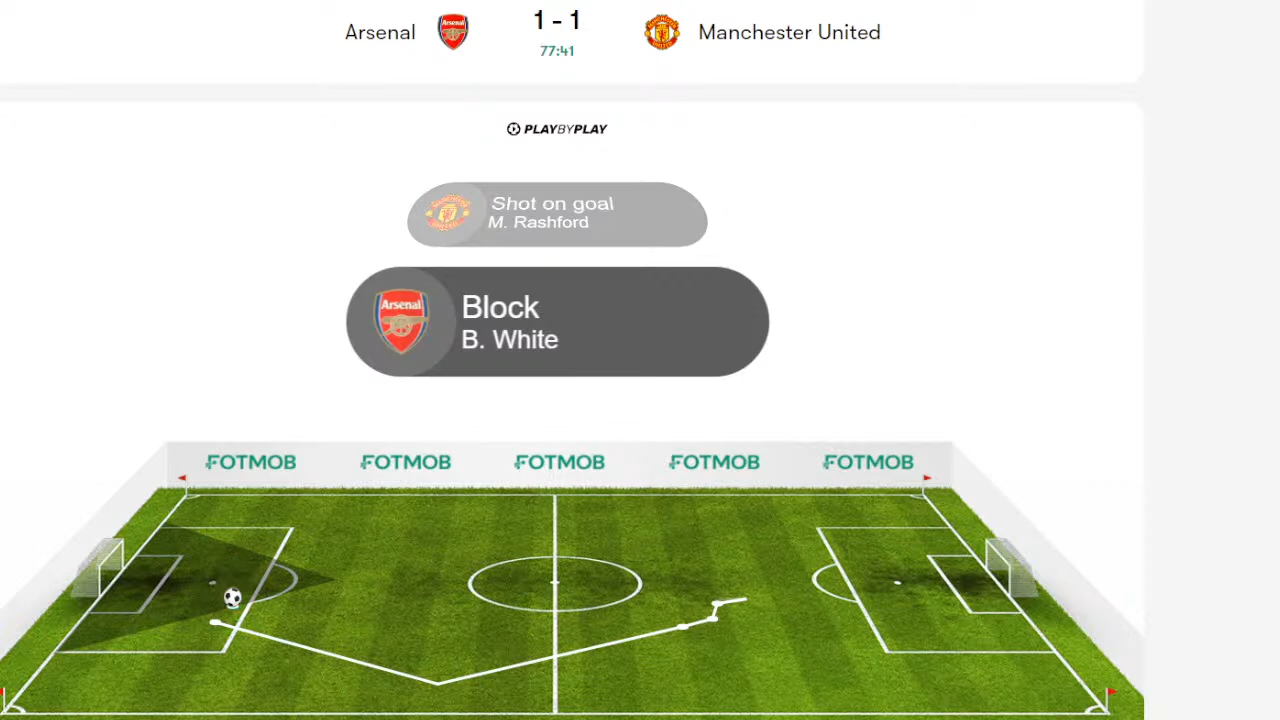 Arsenal
1 - 1
77:41
Manchester United
PLAYBYPLAY
Shot on goal
M. Rashford
Arsenal
Block
B. White
FOTMOB FOTMOB FOTMOB FOTMOB FOTMOB